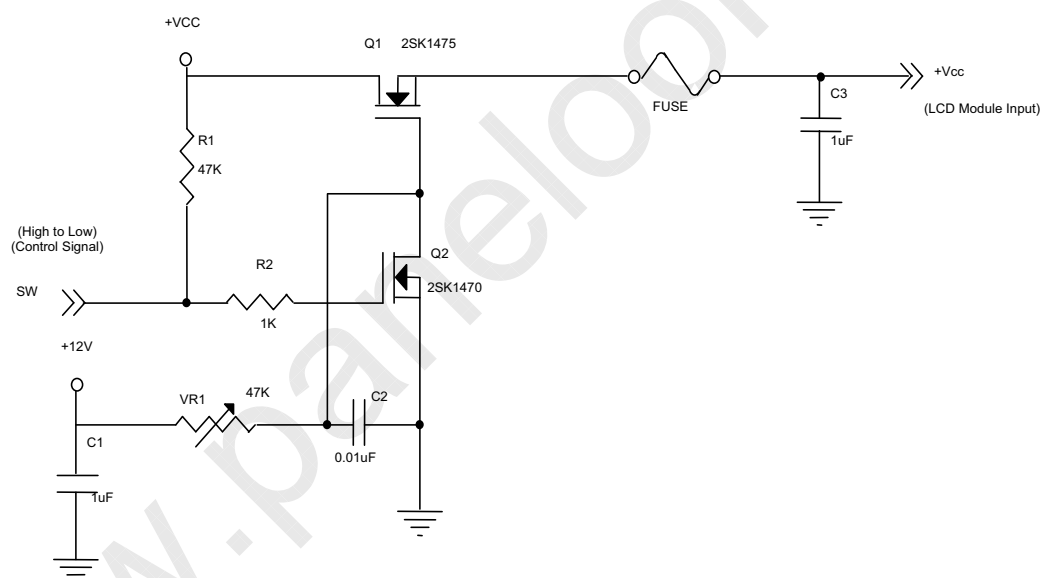 +VCC
Q1 2SK1475
+Vcc
FUSE
C3
(LCD Module Input)
1uF
R1
47K
(High to Low)
(Control Signal)
Q2
R2
SW
2SK1470
1K
+12V
VR1
47K
C2
C1
0.01uF
1uF
w.paneloo